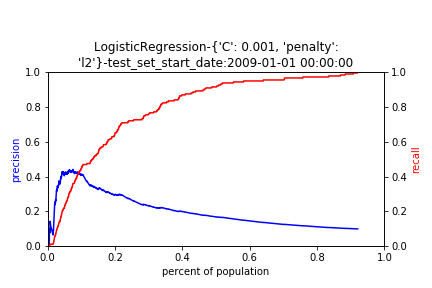 LogisticRegression-{'C': 0.001, 'penalty':
'l2'}-test_set_start_date:2009-01-01 00:00:00
1.0
0.8
0.6
0.4
0.2
0.0
precision
1.0
0.8
0.6
0.4
0.2
0.0
recall
0.0 0.2 0.4 0.6 0.8 1.0
percent of population